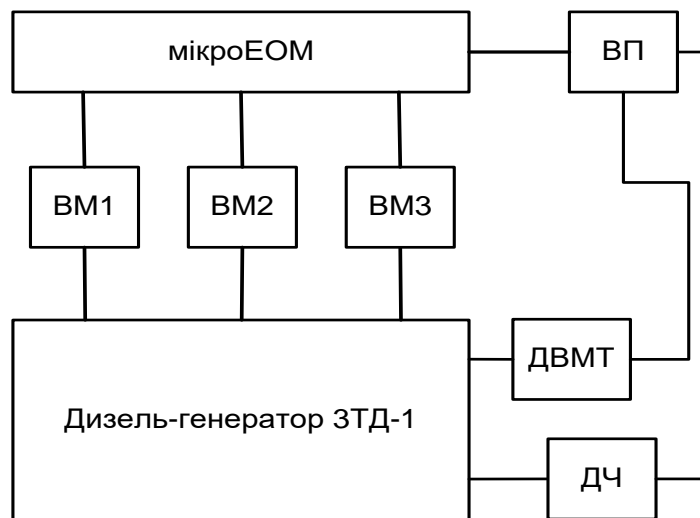 мікроЕОМ
ВП
ВМ1
ВМ2
ВМ3
ДВМТ
Дизель-генератор 3ТД-1
ДЧ